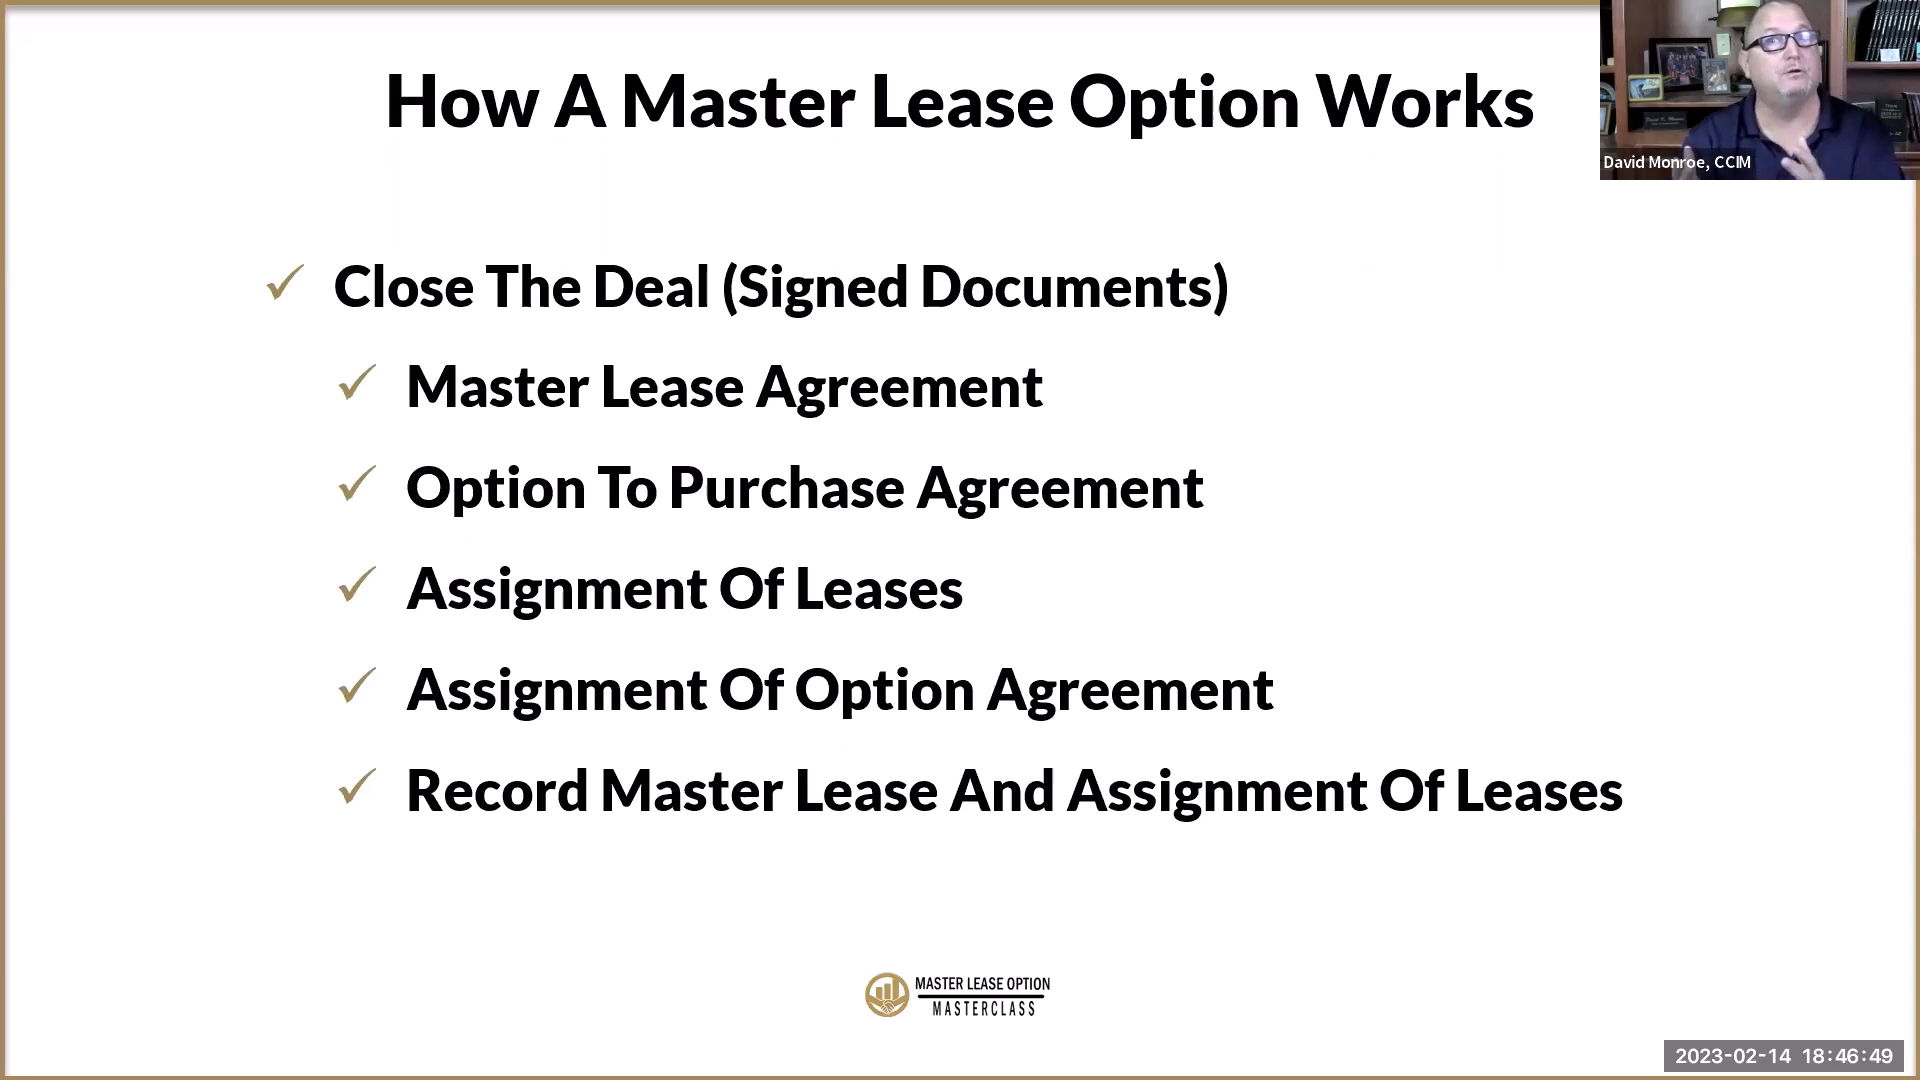 How A Master Lease Option Works
David Monroe, CCIM
Close The Deal (Signed Documents)
Master Lease Agreement
Option To Purchase Agreement
Assignment Of Leases
Assignment Of Option Agreement
Record Master Lease And Assignment Of Leases
MASTER LEASE OPTION
MASTERCLASS
2023-02-14 18:46:49